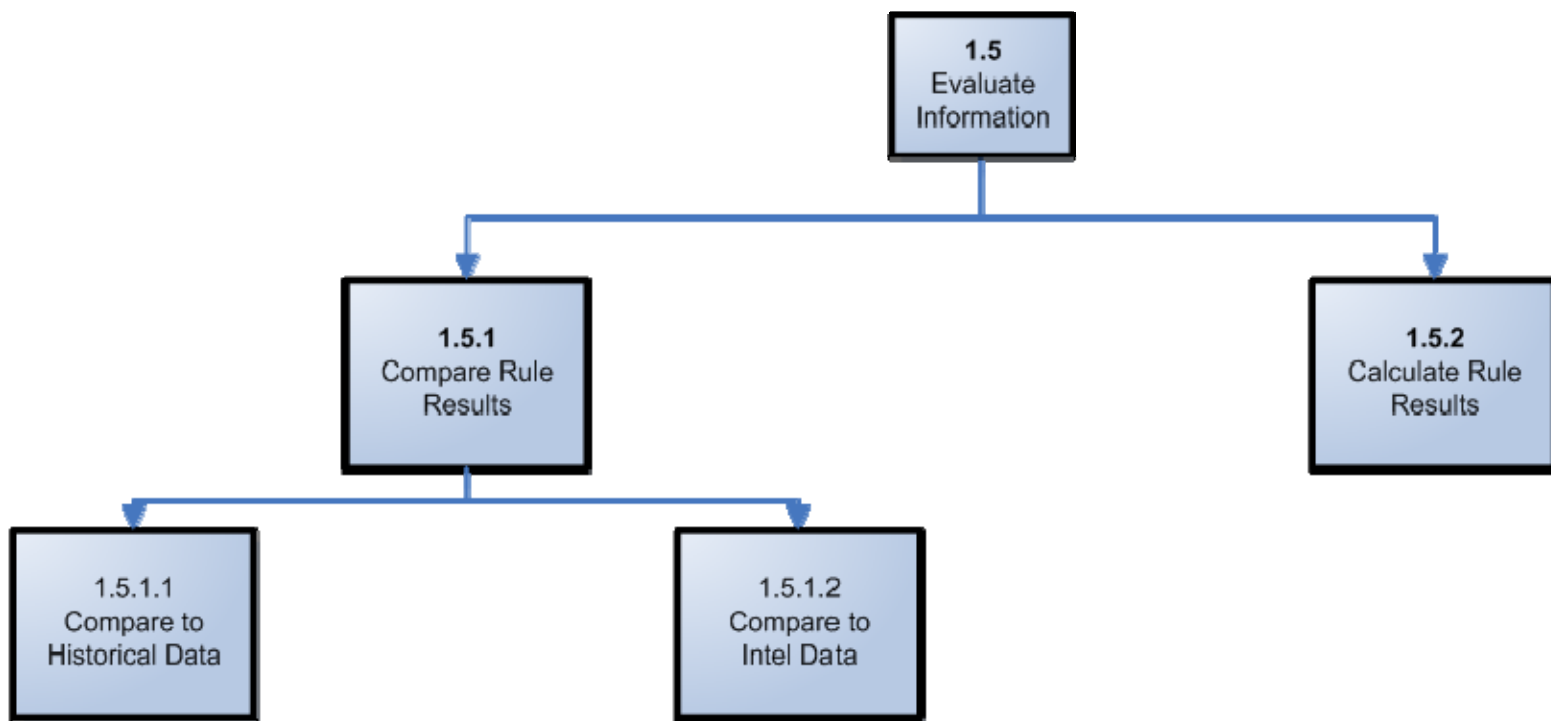 1.5
Evaluate
Information
1.5.1
Compare Rule
Results
1.5.2
Calculate Rule
Results
1.5.1.1
Compare to
Historical Data
1.5.1.2
Compare to
Intel Data